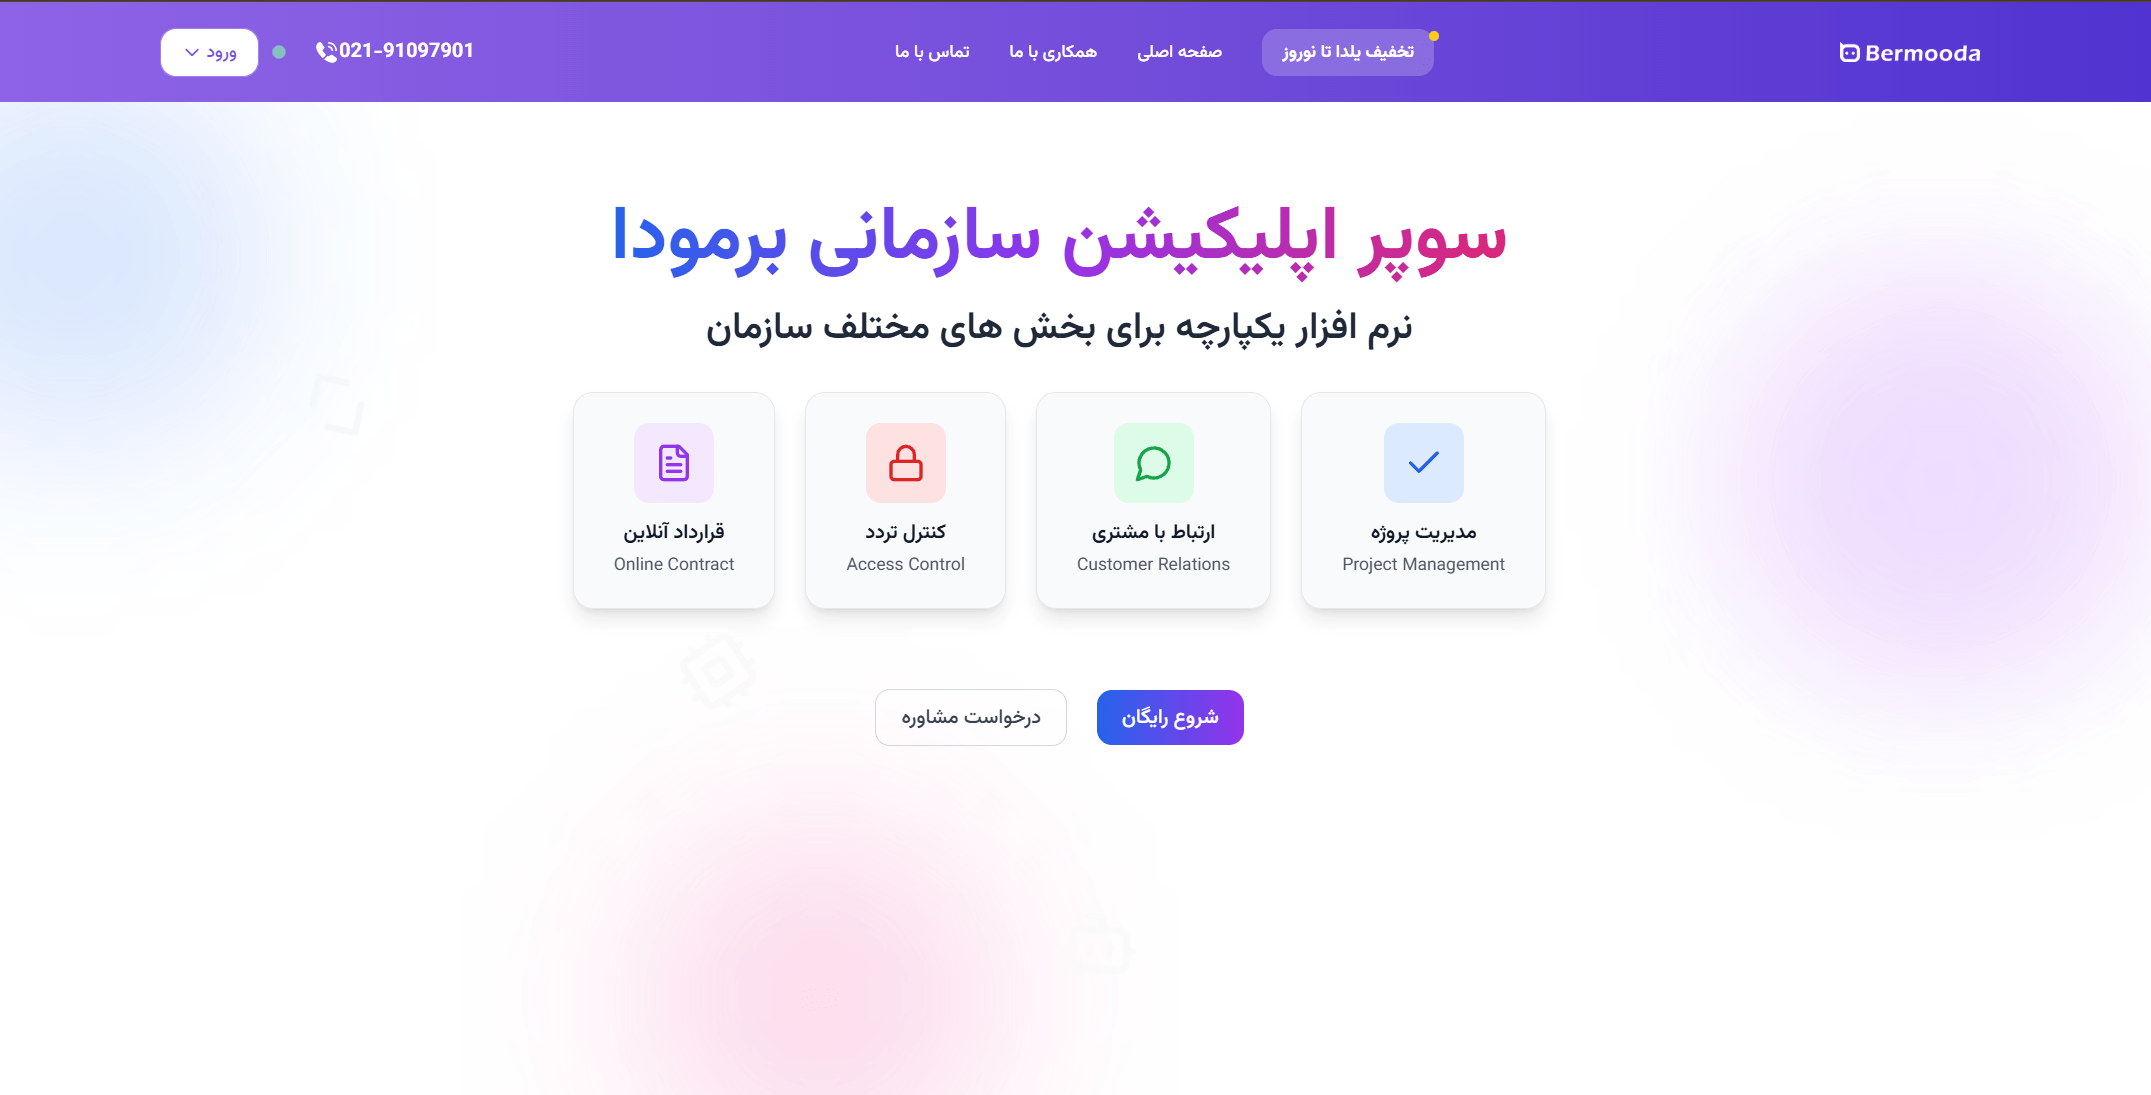 Bermooda
تخفیف یلدا تا نوروز
صفحه اصلی
همکاری با ما
تماس با ما
021-91097901
ورود
سوپر اپلیکیشن سازمانی برمودا
نرم افزار یکپارچه برای بخش های مختلف سازمان
مدیریت پروژه
Project Management
ارتباط با مشتری
Customer Relations
کنترل تردد
Access Control
قرارداد آنلاین
Online Contract
شروع رایگان
درخواست مشاوره